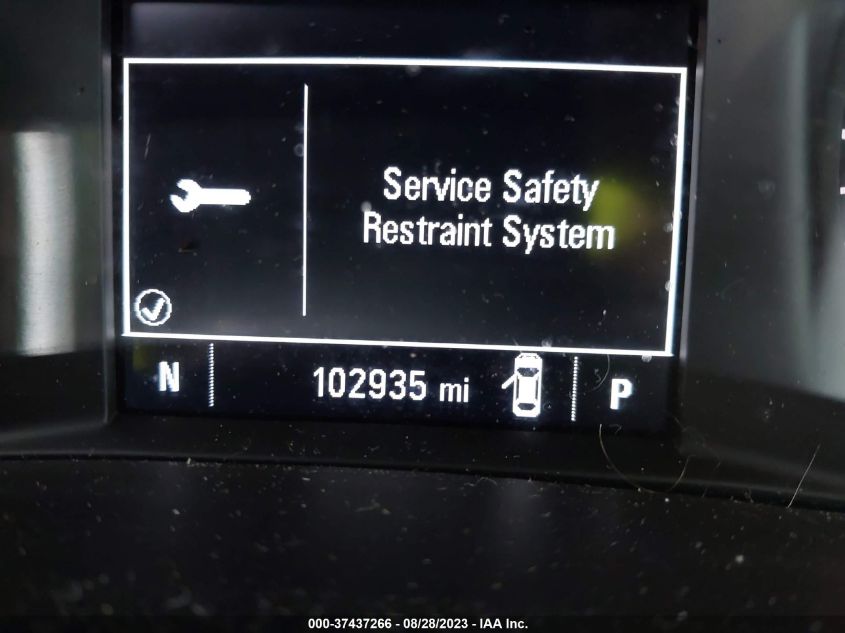 Service Safety
Restraint System
N 102935 mi P
000-37437266 - 08/28/2023 - IAA Inc.